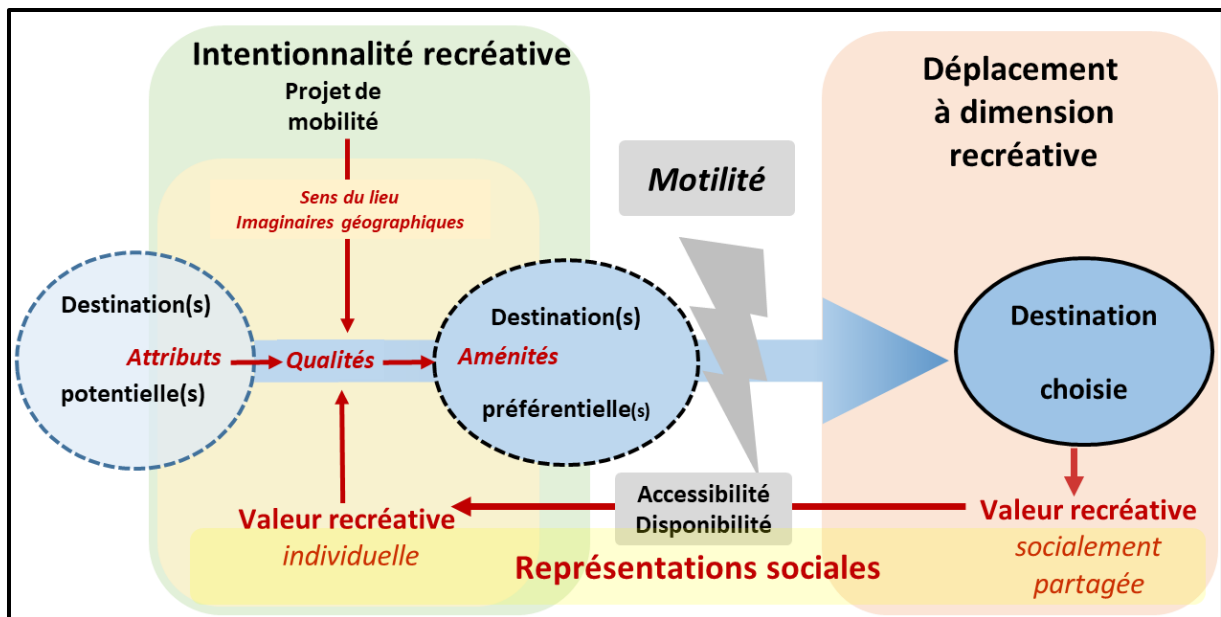 Intentionnalité recréative
Projet de
mobilité
Sens du lieu
Imaginaires géographiques
Destination(s)
Attributs
potentielle(s)
Qualités
Destination(s)
Aménités
préférentielle(s)
Motilité
Déplacement
à dimension
recréative
Destination
choisie
Accessibilité
Disponibilité
Valeur recréative
individuelle
Représentations sociales
Valeur recréative
socialement
partagée